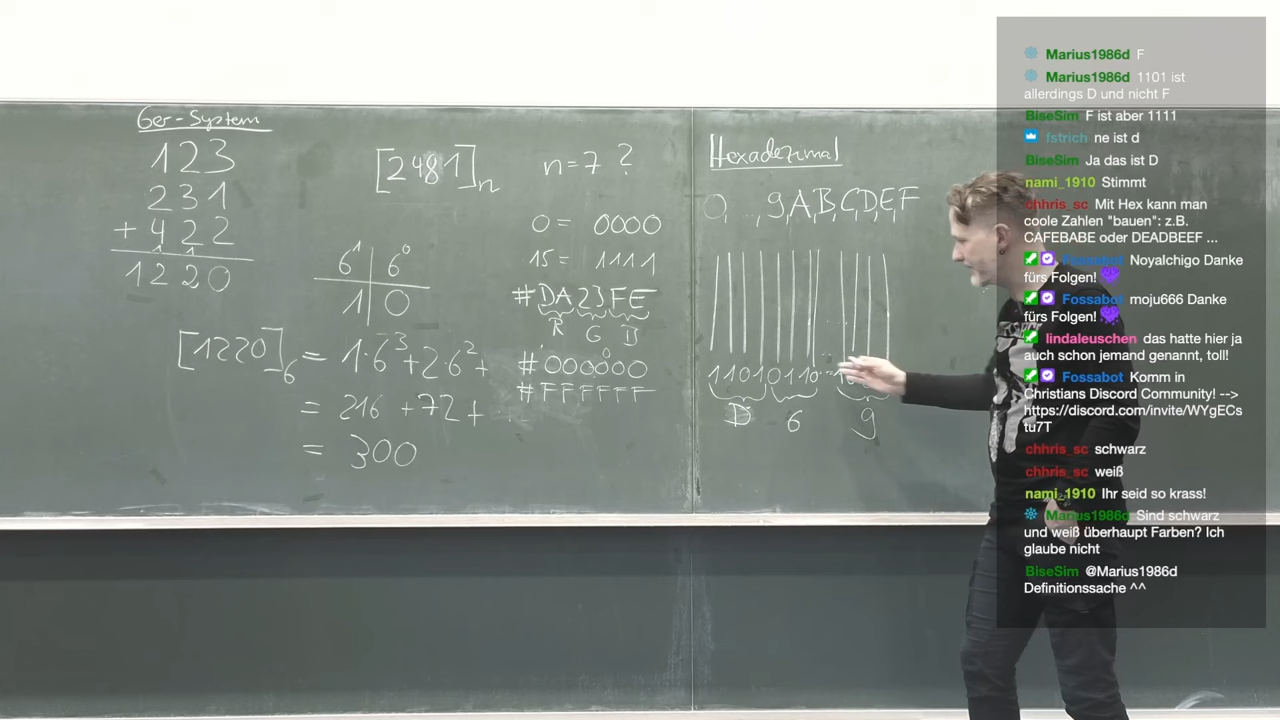 6er-System
123
231
+ 422
1 1
1220
[2481]n
n=7 ?
6¹ 6⁰
1 0
[1220]6 = 1·6³+2·6²+
= 216 +72+
= 300
0 = 0000
15 = 1111
#DA23FE
R G B
#000000
#FFFFFF
Hexadezimal
0, ..., 9,A,B,C,D,E,F
11010110...
D 6 9
Marius1986d F
Marius1986d 1101 ist
allerdings D und nicht F
BiseSim F ist aber 1111
fstrich ne ist d
BiseSim Ja das ist D
nami_1910 Stimmt
chhris_sc Mit Hex kann man
coole Zahlen "bauen": z.B.
CAFEBABE oder DEADBEEF ...
Fossabot NoyaIchigo Danke
fürs Folgen!
Fossabot moju666 Danke
fürs Folgen!
lindaleuschen das hatte hier ja
auch schon jemand genannt, toll!
Fossabot Komm in
Christians Discord Community! -->
https://discord.com/invite/WYgECs
tu7T
chhris_sc schwarz
chhris_sc weiß
nami_1910 Ihr seid so krass!
Marius1986d Sind schwarz
und weiß überhaupt Farben? Ich
glaube nicht
BiseSim @Marius1986d
Definitionssache ^^